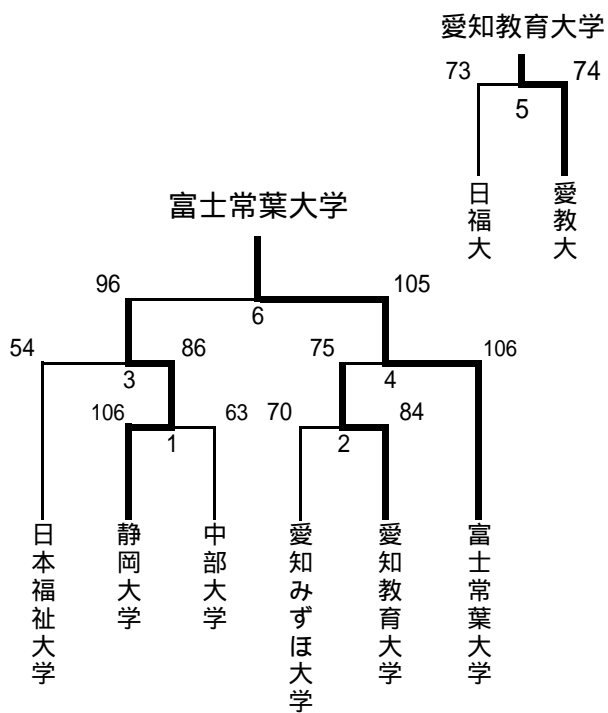 愛知教育大学
73 74
5
日福大
愛教大
富士常葉大学
96 105
6
54 86 75 106
3 4
106 63 70 84
1 2
日本福祉大学
静岡大学
中部大学
愛知みずほ大学
愛知教育大学
富士常葉大学